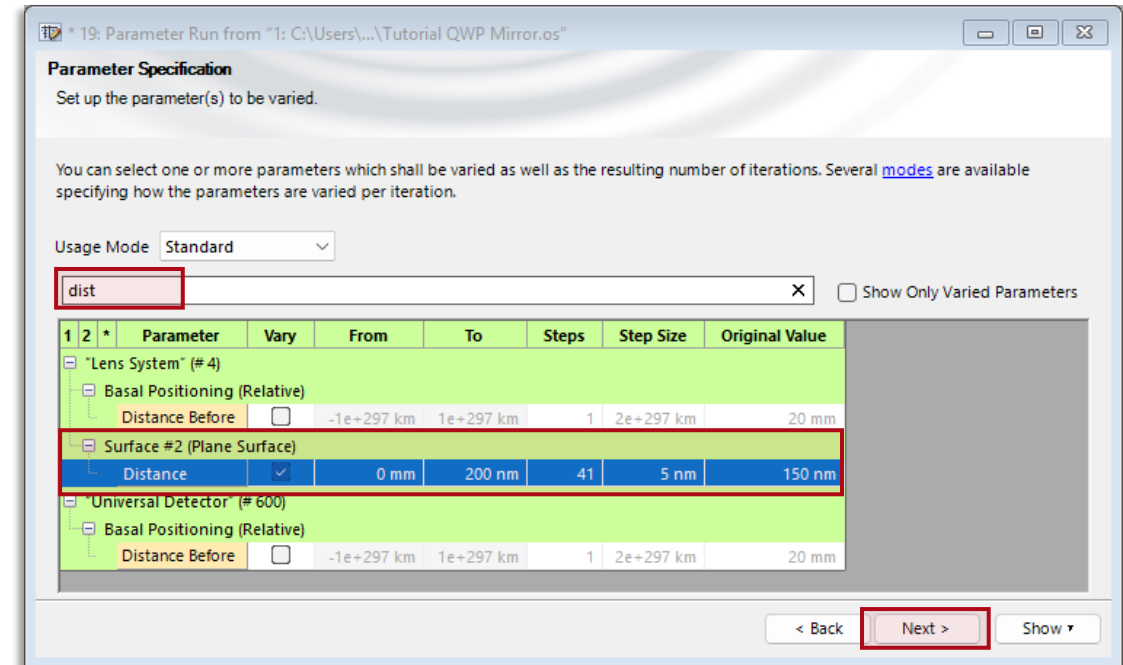 * 19: Parameter Run from "1: C:\Users\...\Tutorial QWP Mirror.os"
Parameter Specification
Set up the parameter(s) to be varied.
You can select one or more parameters which shall be varied as well as the resulting number of iterations. Several modes are available
specifying how the parameters are varied per iteration.
Usage Mode Standard
dist Show Only Varied Parameters
1 2 * Parameter Vary From To Steps Step Size Original Value
"Lens System" (# 4)
Basal Positioning (Relative)
Distance Before -1e+297 km 1e+297 km 1 2e+297 km 20 mm
Surface #2 (Plane Surface)
Distance 0 mm 200 nm 41 5 nm 150 nm
"Universal Detector" (# 600)
Basal Positioning (Relative)
Distance Before -1e+297 km 1e+297 km 1 2e+297 km 20 mm
< Back Next > Show